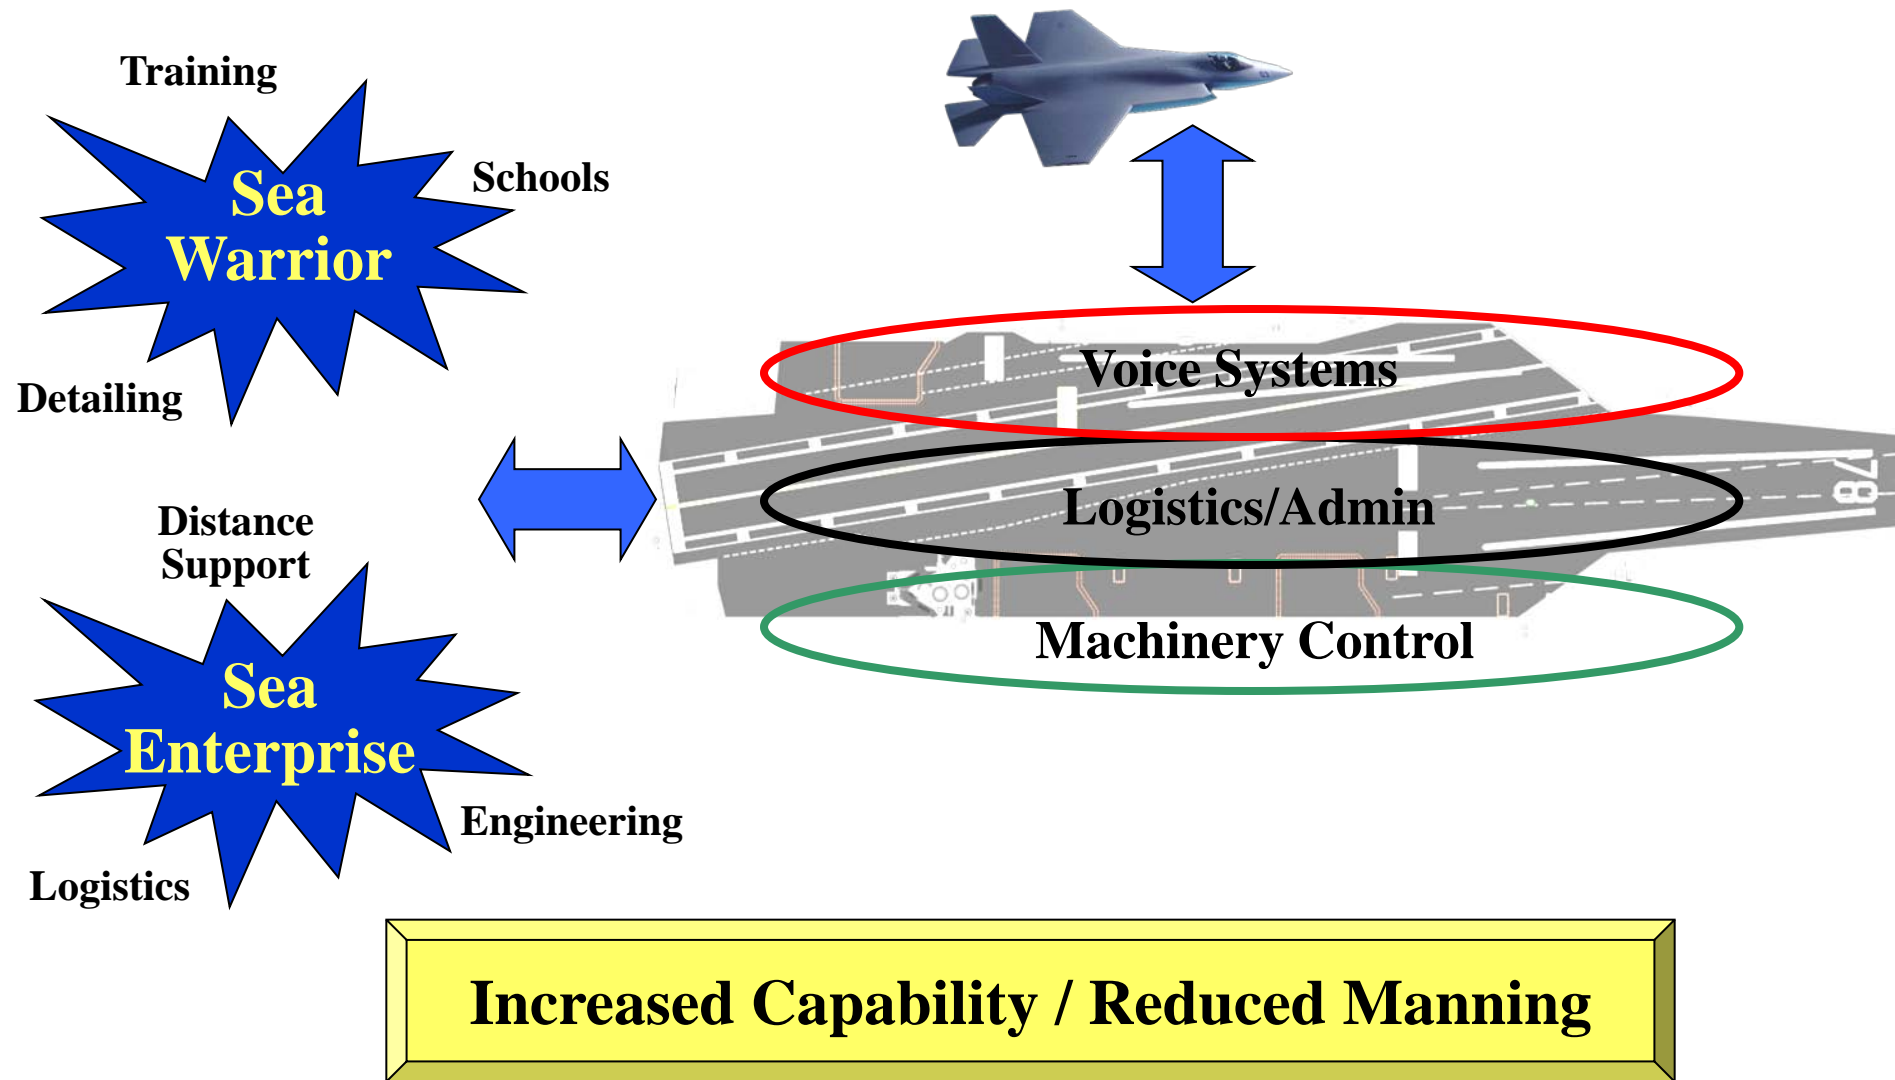 Training
Schools
Sea
Warrior
Detailing
Distance
Support
Sea
Enterprise
Engineering
Logistics
Voice Systems
Logistics/Admin
Machinery Control
78
Increased Capability / Reduced Manning